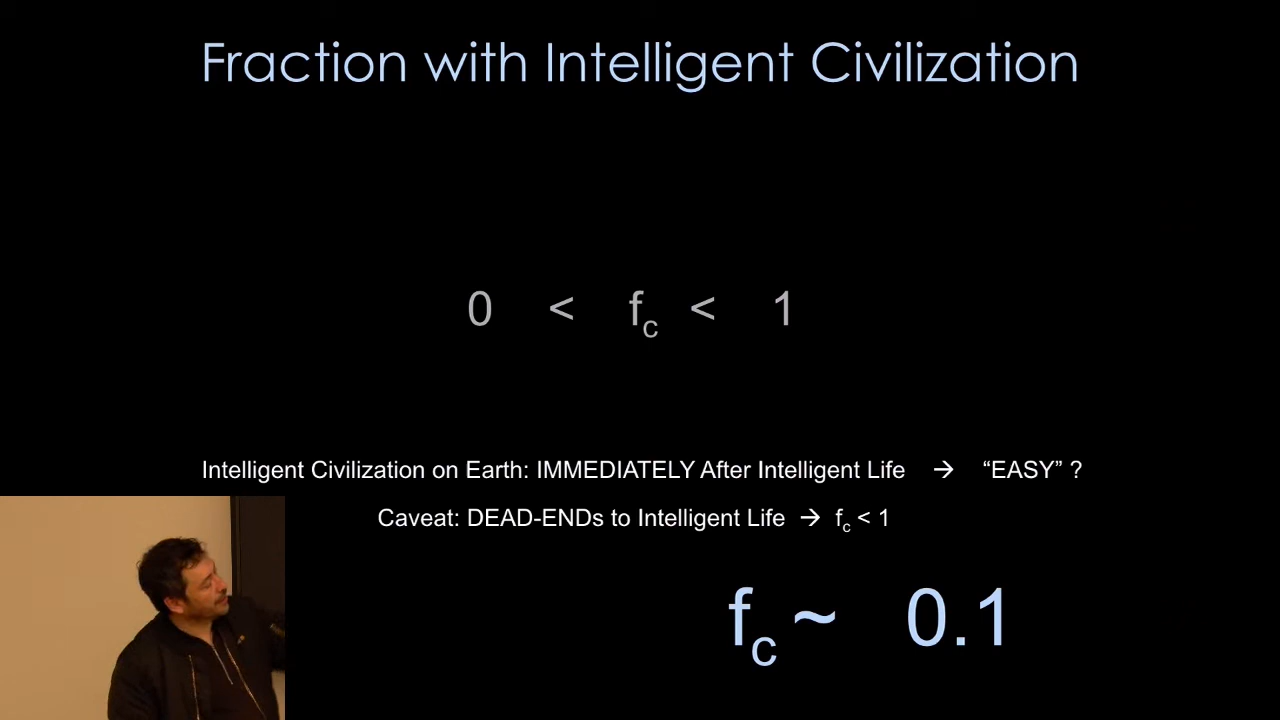 Fraction with Intelligent Civilization
0 < fc < 1
Intelligent Civilization on Earth: IMMEDIATELY After Intelligent Life → “EASY” ?
Caveat: DEAD-ENDs to Intelligent Life → fc < 1
fc ~ 0.1